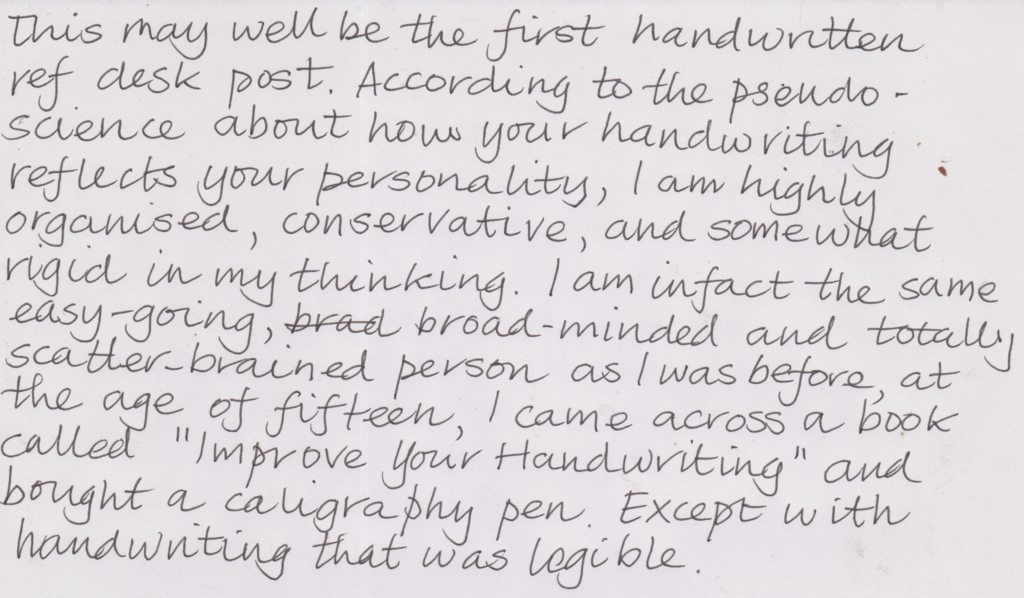 This may well be the first handwritten
ref desk post. According to the pseudo-
science about how your handwriting
reflects your personality, I am highly
organised, conservative, and somewhat
rigid in my thinking. I am infact the same
easy-going, brad broad-minded and totally
scatter-brained person as I was before, at
the age of fifteen, I came across a book
called "Improve Your Handwriting" and
bought a caligraphy pen. Except with
handwriting that was legible.